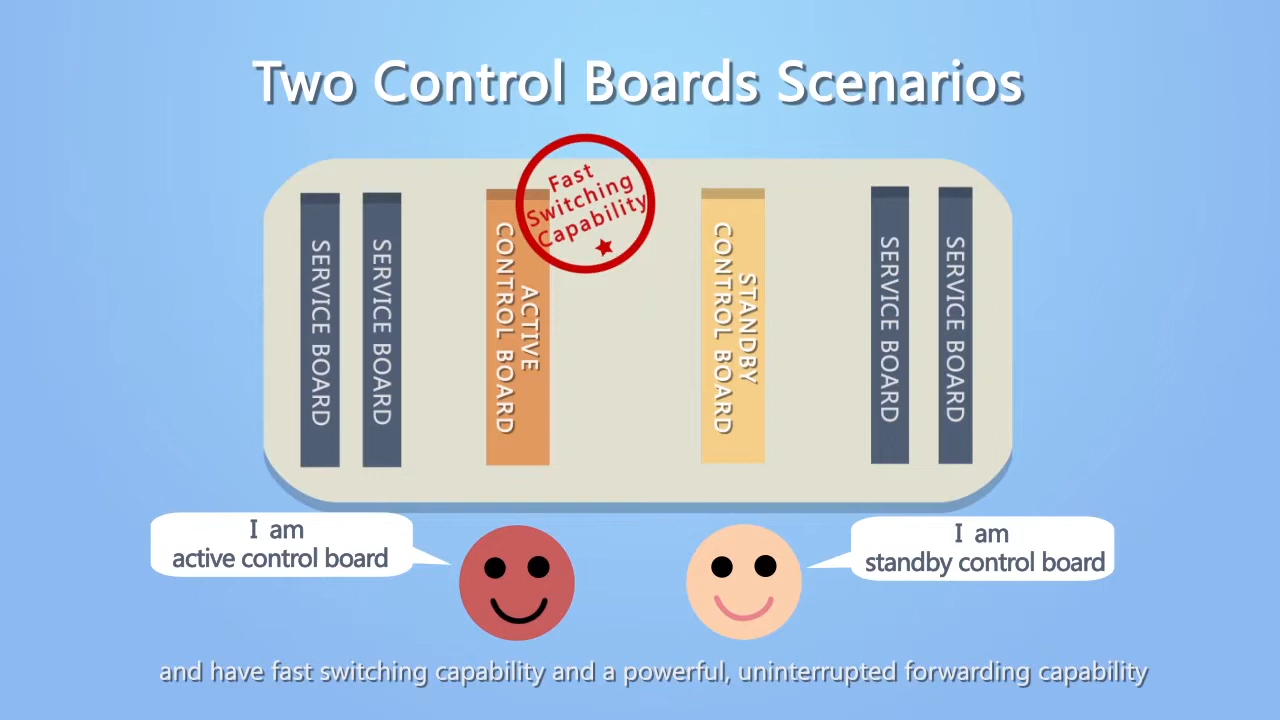 Two Control Boards Scenarios
Fast
Switching
Capability
SERVICE BOARD
SERVICE BOARD
ACTIVE
CONTROL BOARD
STANDBY
CONTROL BOARD
SERVICE BOARD
SERVICE BOARD
I am
active control board
I am
standby control board
and have fast switching capability and a powerful, uninterrupted forwarding capability